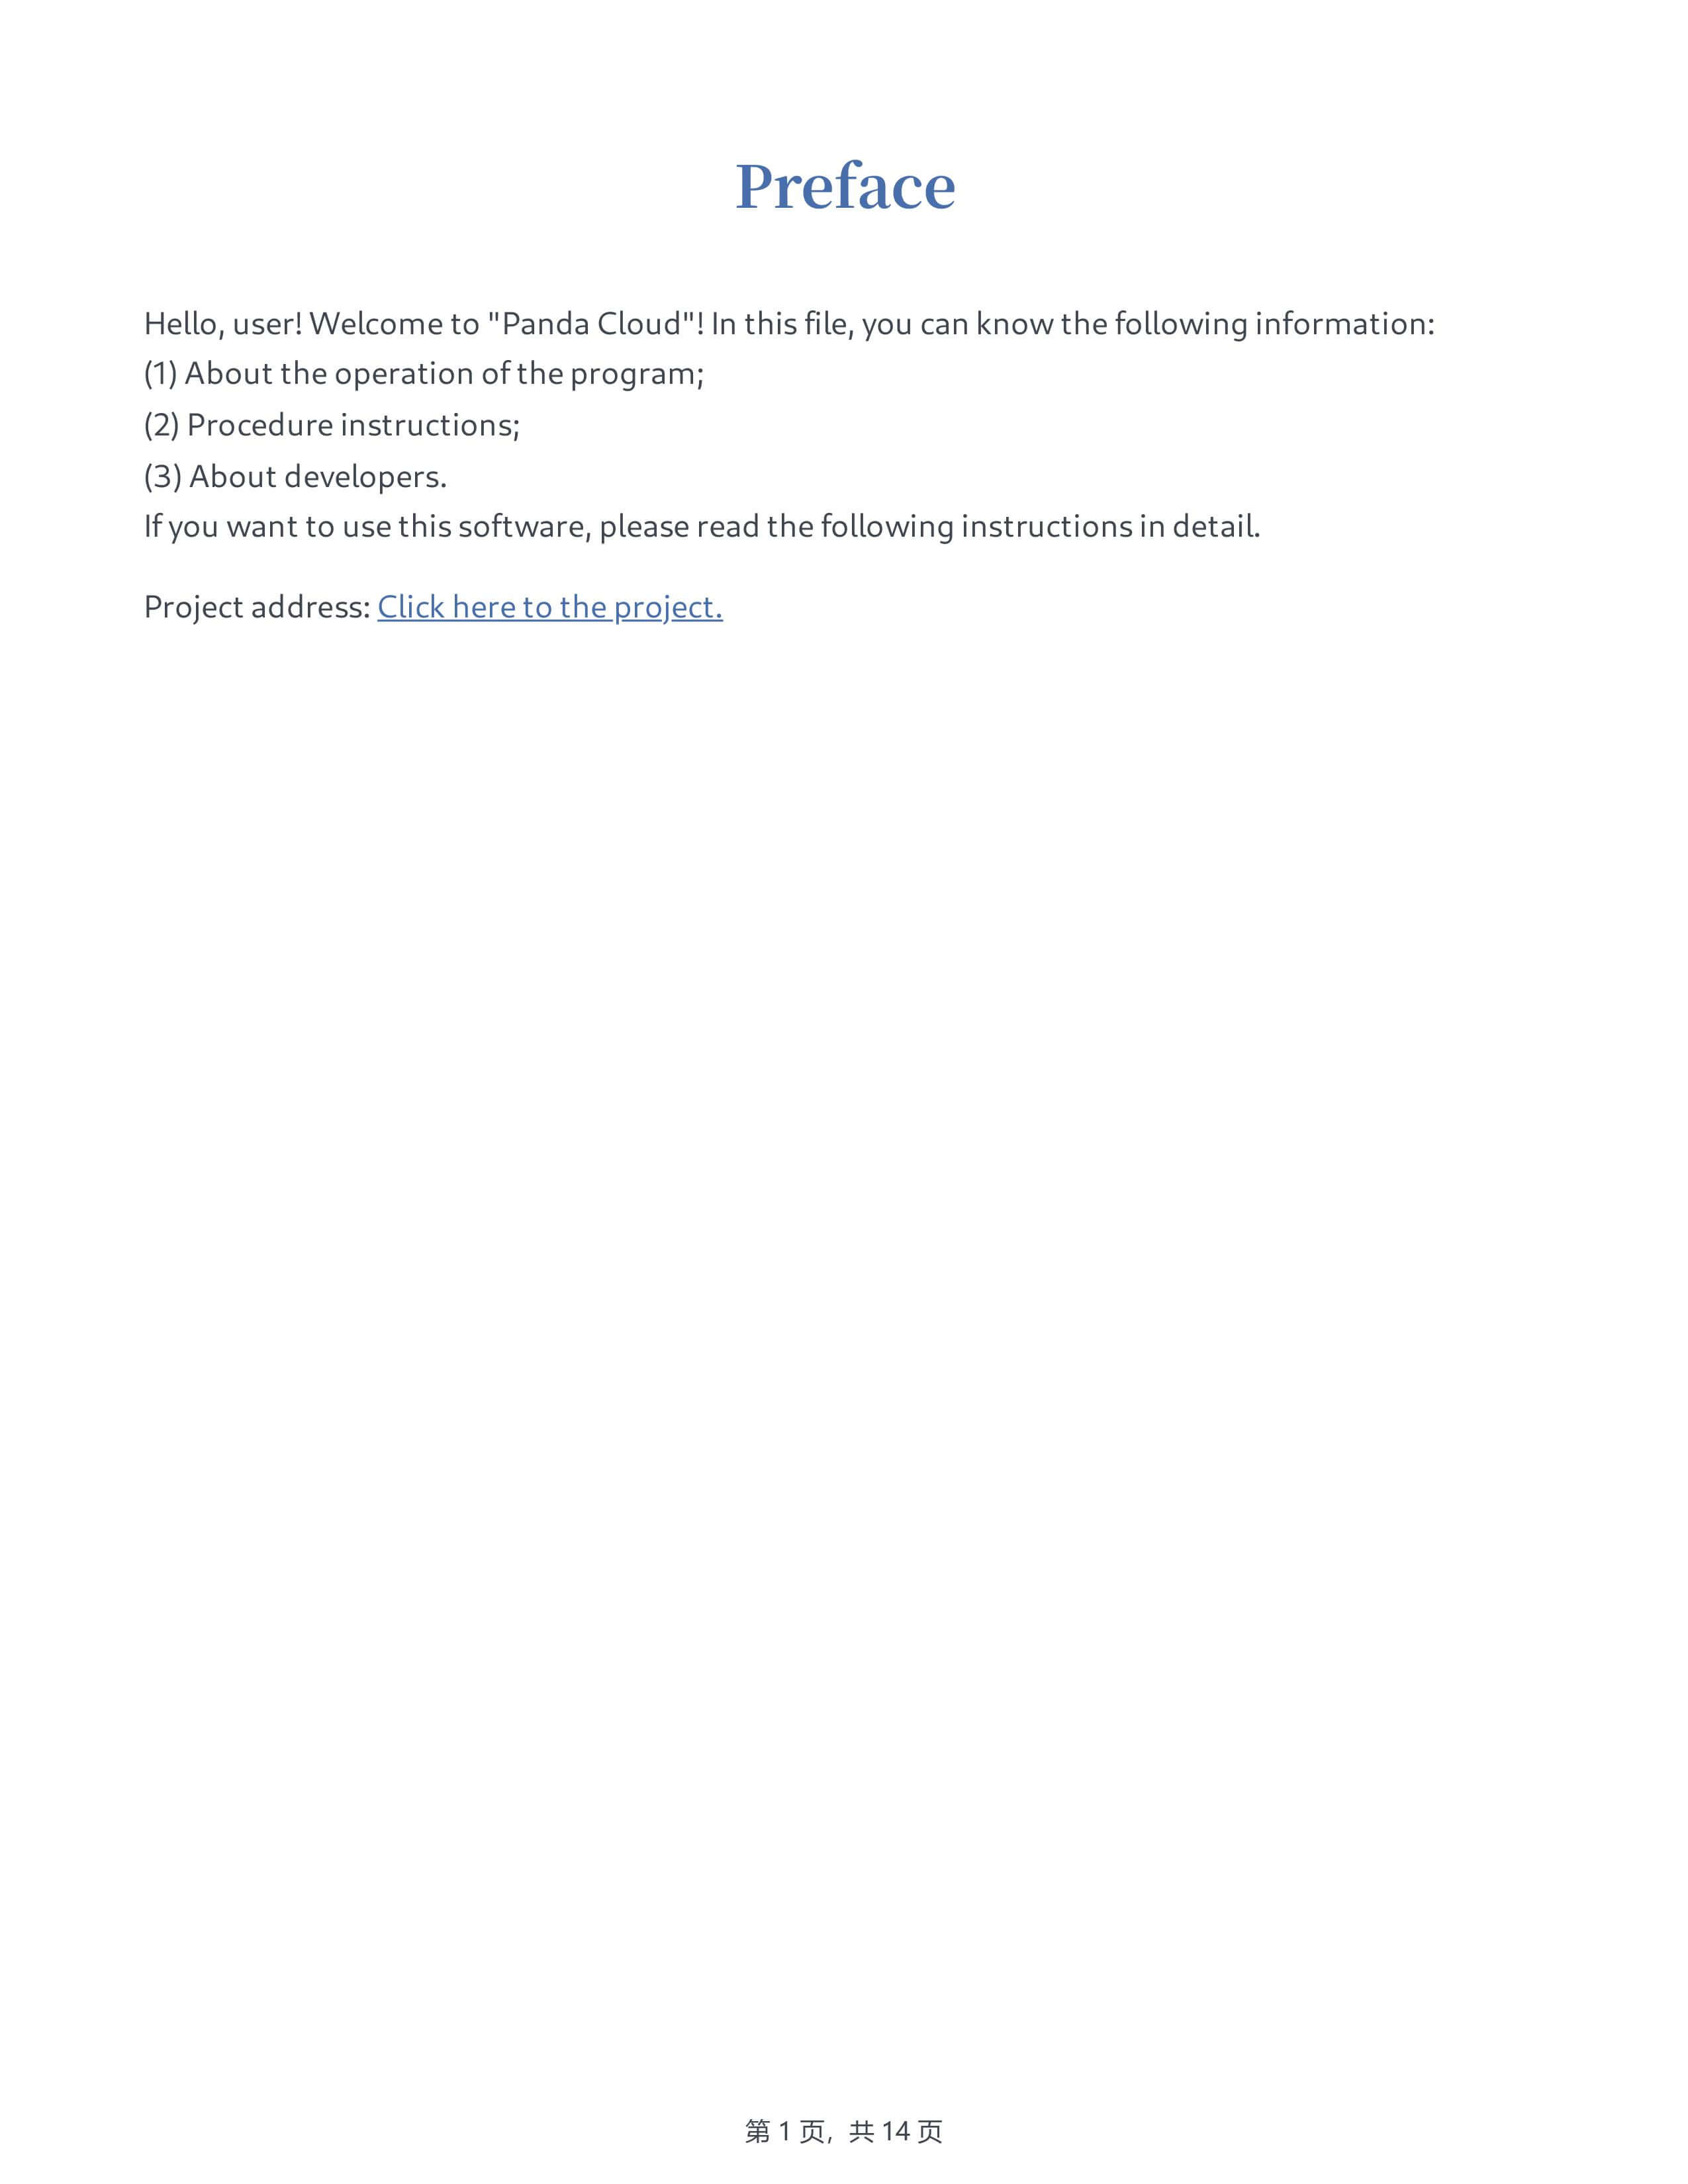 Preface
Hello, user! Welcome to "Panda Cloud"! In this file, you can know the following information:
(1) About the operation of the program;
(2) Procedure instructions;
(3) About developers.
If you want to use this software, please read the following instructions in detail.
Project address: Click here to the project.
第 1 页, 共 14 页